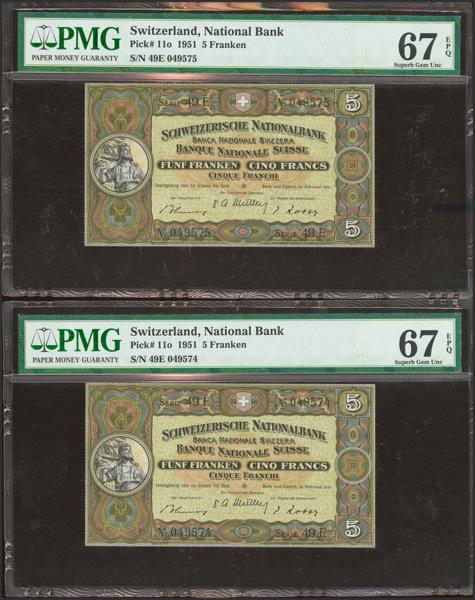 PMG
PAPER MONEY GUARANTY
Switzerland, National Bank
Pick# 11o 1951 5 Franken
S/N 49E 049575
67 EPQ
Superb Gem Unc
SERIE 49 E
Nº 049575
5
SCHWEIZERISCHE NATIONALBANK
BANCA NAZIONALE SVIZZERA
BANQUE NATIONALE SUISSE
FÜNF FRANKEN CINQ FRANCS
CINQUE FRANCHI
Nº 049575
SERIE 49 E
5
PMG
PAPER MONEY GUARANTY
Switzerland, National Bank
Pick# 11o 1951 5 Franken
S/N 49E 049574
67 EPQ
Superb Gem Unc
SERIE 49 E
Nº 049574
5
SCHWEIZERISCHE NATIONALBANK
BANCA NAZIONALE SVIZZERA
BANQUE NATIONALE SUISSE
FÜNF FRANKEN CINQ FRANCS
CINQUE FRANCHI
Nº 049574
SERIE 49 E
5